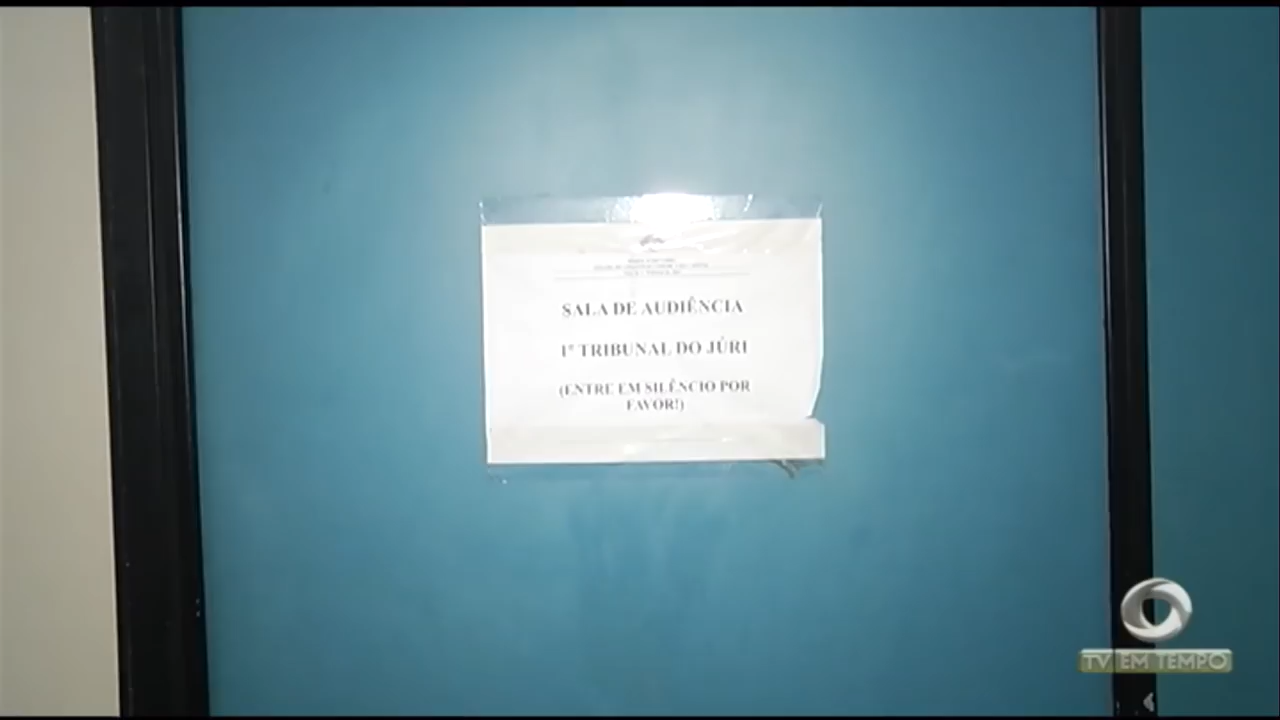 SALA DE AUDIÊNCIA
1º TRIBUNAL DO JÚRI
(ENTRE EM SILÊNCIO POR
FAVOR!)
TV EM TEMPO